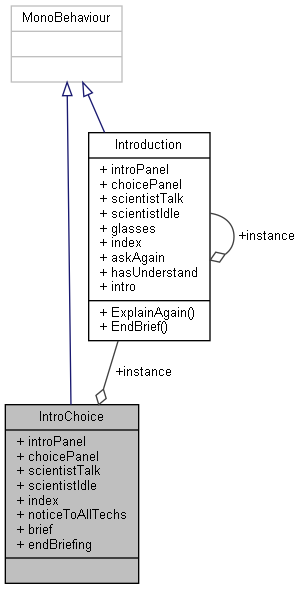 MonoBehaviour
Introduction
+ introPanel
+ choicePanel
+ scientistTalk
+ scientistIdle
+ glasses
+ index
+ askAgain
+ hasUnderstand
+ intro
+ ExplainAgain()
+ EndBrief()
+instance
+instance
IntroChoice
+ introPanel
+ choicePanel
+ scientistTalk
+ scientistIdle
+ index
+ noticeToAllTechs
+ brief
+ endBriefing